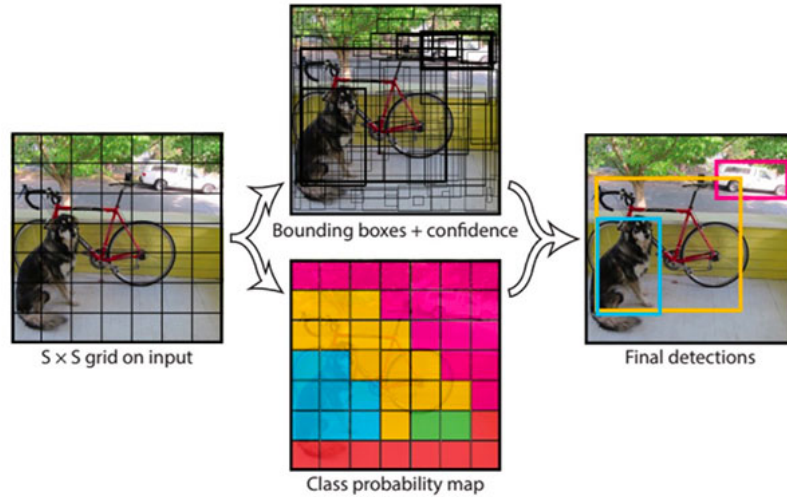 Bounding boxes + confidence
S × S grid on input
Final detections
Class probability map